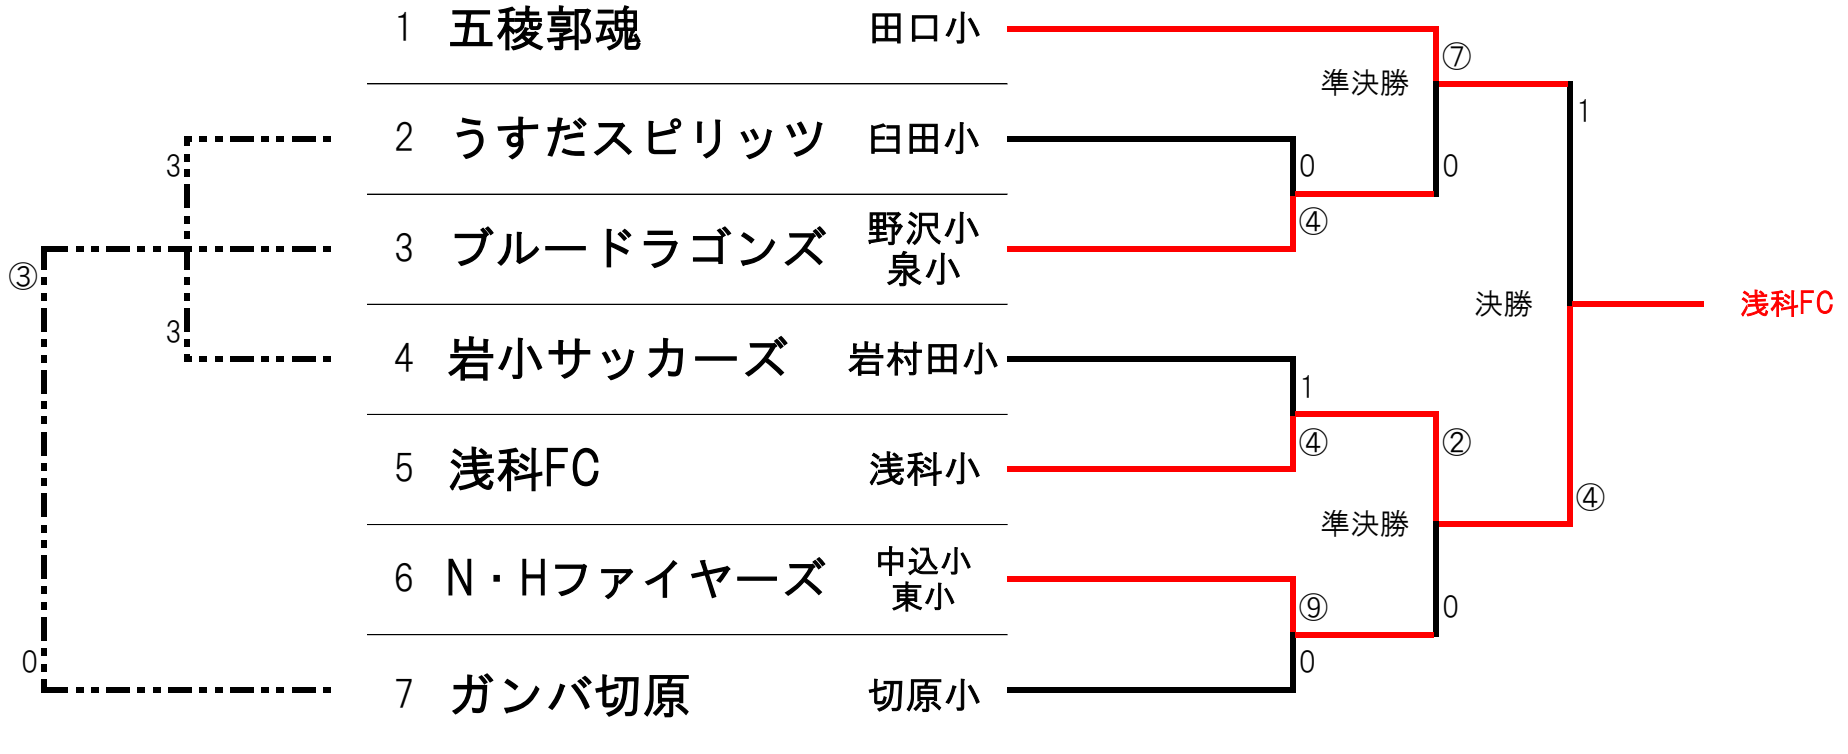 1 五稜郭魂 田口小
⑦
準決勝
1
2 うすだスピリッツ 臼田小
3
0
0
④
3 ブルードラゴンズ 野沢小
泉小
③
決勝
浅科FC
3
4 岩小サッカーズ 岩村田小
1
④
②
5 浅科FC 浅科小
④
準決勝
6 N・Hファイヤーズ 中込小
東小
⑨
0
0
0
7 ガンバ切原 切原小